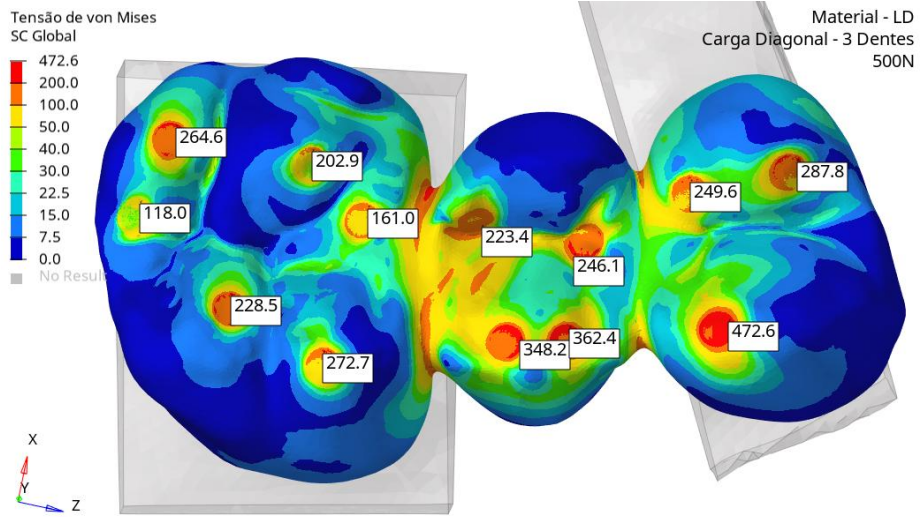 Tensão de von Mises
SC Global
472.6
200.0
100.0
50.0
40.0
30.0
22.5
15.0
7.5
0.0
No Result
Material - LD
Carga Diagonal - 3 Dentes
500N
264.6
202.9
118.0
161.0
228.5
272.7
223.4
246.1
348.2
362.4
249.6
287.8
472.6
X
Y
Z